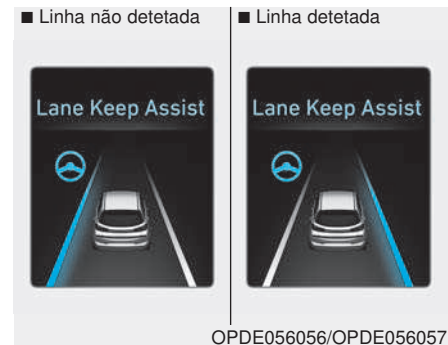 ■ Linha não detetada
■ Linha detetada
Lane Keep Assist
Lane Keep Assist
OPDE056056/OPDE056057